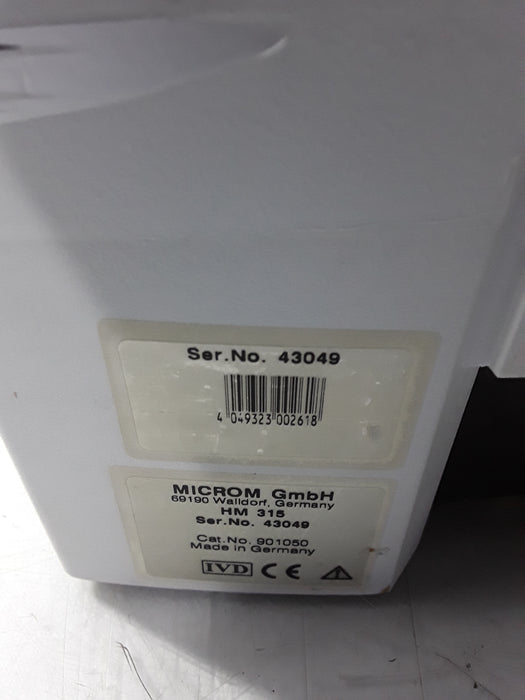 Ser.No. 43049
4 049323 002618
MICROM GmbH
69190 Walldorf, Germany
HM 315
Ser.No. 43049
Cat.No. 901050
Made in Germany
IVD CE